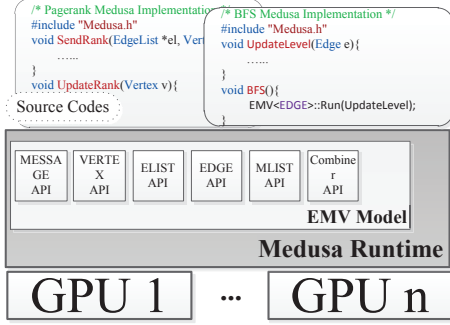 /* Pagerank Medusa Implementation
#include "Medusa.h"
void SendRank(EdgeList *el, Vert
…...
}
void UpdateRank(Vertex v){
Source Codes
/* BFS Medusa Implementation */
#include "Medusa.h"
void UpdateLevel(Edge e){
…...
}
void BFS(){
EMV<EDGE>::Run(UpdateLevel);
}
MESSA
GE
API
VERTE
X
API
ELIST
API
EDGE
API
MLIST
API
Combine
r
API
EMV Model
Medusa Runtime
GPU 1 ... GPU n